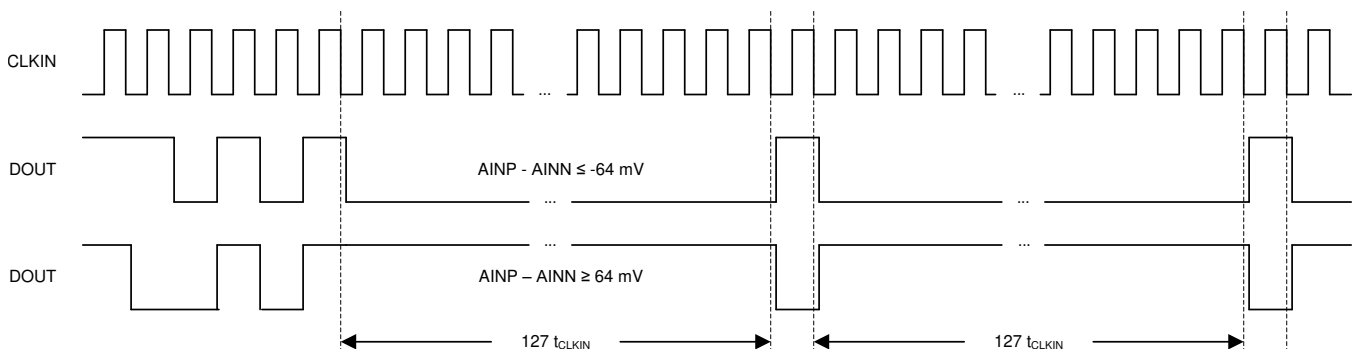 CLKIN
...
...
DOUT
AINP - AINN ≤ -64 mV
...
...
DOUT
...
...
AINP – AINN ≥ 64 mV
127 tCLKIN
127 tCLKIN